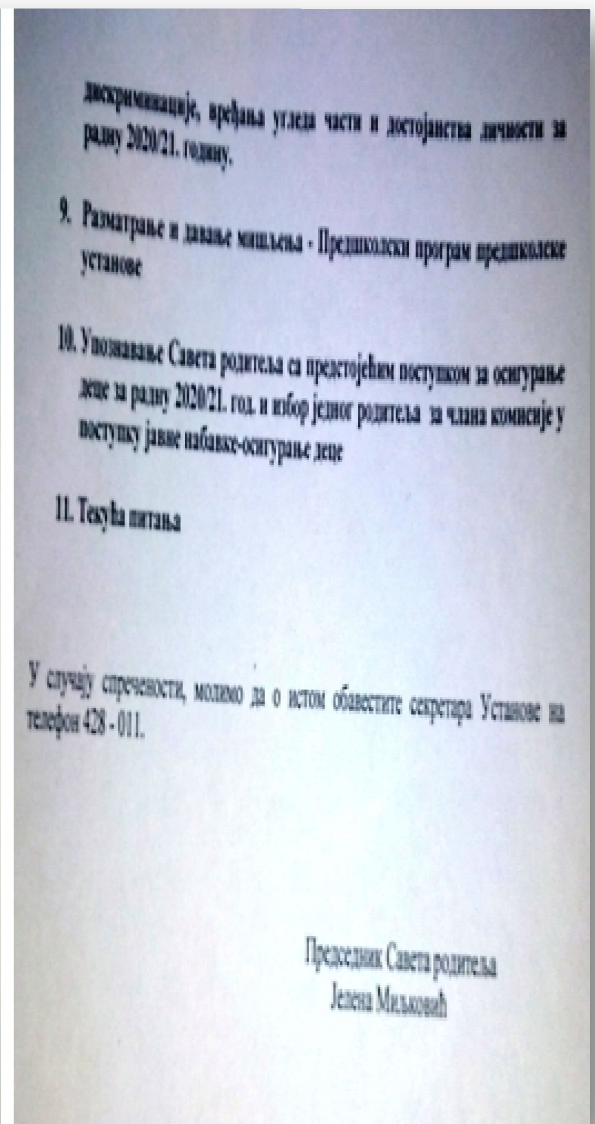 дискриминације, вређања угледа части и достојанства личности за
радну 2020/21. годину.
9. Разматрање и давање мишљења - Предшколски програм предшколске
установе
10. Упознавање Савета родитеља са предстојећим поступком за осигурање
деце за радну 2020/21. год. и избор једног родитеља за члана комисије у
поступку јавне набавке-осигурање деце
11. Текућа питања
У случају спречености, молимо да о истом обавестите секретара Установе на
телефон 428 - 011.
Председник Савета родитеља
Јелена Миљковић